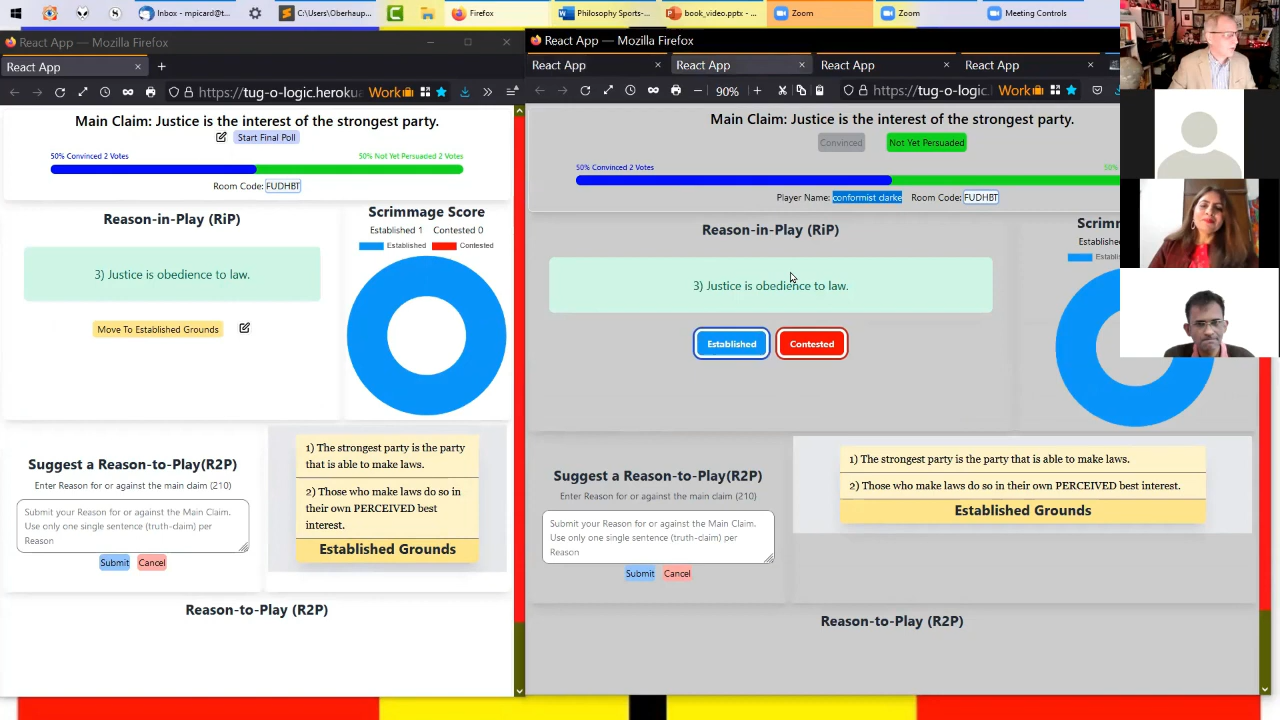 Inbox - mpicard@t...
C:\Users\Oberhaup...
Firefox
Philosophy Sports-...
book_video.pptx - ...
Zoom
Zoom
Meeting Controls
React App — Mozilla Firefox
React App
https://tug-o-logic.heroku
Work
Main Claim: Justice is the interest of the strongest party.
Start Final Poll
50% Convinced 2 Votes
50% Not Yet Persuaded 2 Votes
Room Code: FUDHBT
Reason-in-Play (RiP)
3) Justice is obedience to law.
Move To Established Grounds
Scrimmage Score
Established 1 Contested 0
Established Contested
Suggest a Reason-to-Play(R2P)
Enter Reason for or against the main claim (210)
Submit your Reason for or against the Main Claim.
Use only one single sentence (truth-claim) per
Reason
Submit Cancel
1) The strongest party is the party
that is able to make laws.
2) Those who make laws do so in
their own PERCEIVED best
interest.
Established Grounds
Reason-to-Play (R2P)
React App — Mozilla Firefox
React App
React App
React App
React App
90%
https://tug-o-logic.
Work
Main Claim: Justice is the interest of the strongest party.
Convinced Not Yet Persuaded
50% Convinced 2 Votes
50%
Player Name: conformist darke Room Code: FUDHBT
Reason-in-Play (RiP)
3) Justice is obedience to law.
Established Contested
Scrim
Establishe
Establi
Suggest a Reason-to-Play(R2P)
Enter Reason for or against the main claim (210)
Submit your Reason for or against the Main Claim.
Use only one single sentence (truth-claim) per
Reason
Submit Cancel
1) The strongest party is the party that is able to make laws.
2) Those who make laws do so in their own PERCEIVED best interest.
Established Grounds
Reason-to-Play (R2P)